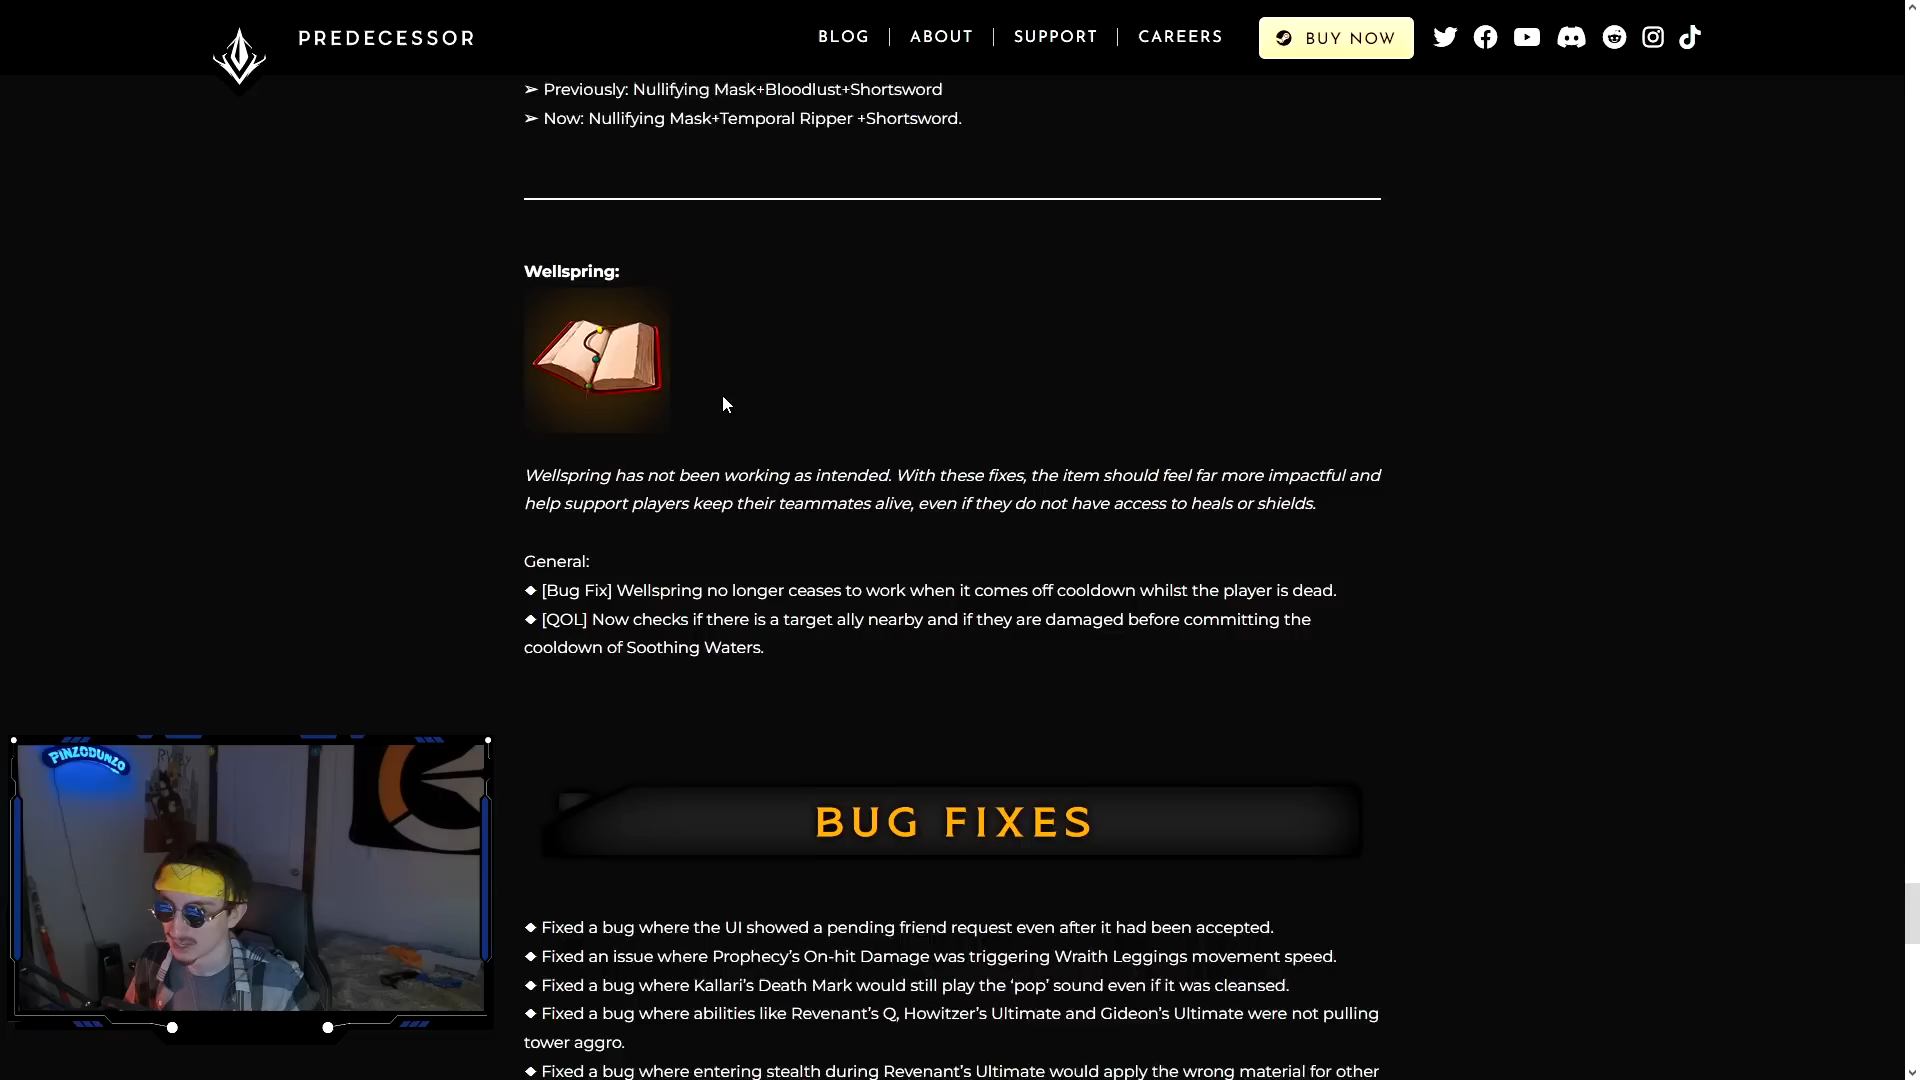 PREDECESSOR
BLOG
ABOUT
SUPPORT
CAREERS
BUY NOW
➢ Previously: Nullifying Mask+Bloodlust+Shortsword
➢ Now: Nullifying Mask+Temporal Ripper +Shortsword.
Wellspring:
Wellspring has not been working as intended. With these fixes, the item should feel far more impactful and
help support players keep their teammates alive, even if they do not have access to heals or shields.
General:
◆ [Bug Fix] Wellspring no longer ceases to work when it comes off cooldown whilst the player is dead.
◆ [QOL] Now checks if there is a target ally nearby and if they are damaged before committing the
cooldown of Soothing Waters.
PINZODUNZO
RWBY
BUG FIXES
◆ Fixed a bug where the UI showed a pending friend request even after it had been accepted.
◆ Fixed an issue where Prophecy’s On-hit Damage was triggering Wraith Leggings movement speed.
◆ Fixed a bug where Kallari’s Death Mark would still play the ‘pop’ sound even if it was cleansed.
◆ Fixed a bug where abilities like Revenant’s Q, Howitzer’s Ultimate and Gideon’s Ultimate were not pulling
tower aggro.
◆ Fixed a bug where entering stealth during Revenant’s Ultimate would apply the wrong material for other